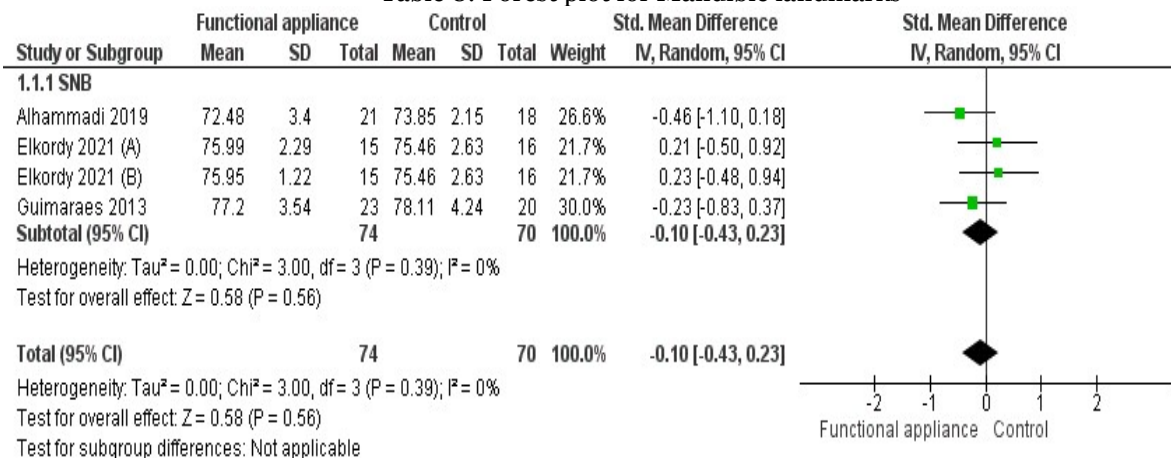 Table 8: Forest plot for Mandible landmarks
Functional appliance Control Std. Mean Difference Std. Mean Difference
Study or Subgroup Mean SD Total Mean SD Total Weight IV, Random, 95% CI IV, Random, 95% CI
1.1.1 SNB
Alhammadi 2019 72.48 3.4 21 73.85 2.15 18 26.6% -0.46 [-1.10, 0.18]
Elkordy 2021 (A) 75.99 2.29 15 75.46 2.63 16 21.7% 0.21 [-0.50, 0.92]
Elkordy 2021 (B) 75.95 1.22 15 75.46 2.63 16 21.7% 0.23 [-0.48, 0.94]
Guimaraes 2013 77.2 3.54 23 78.11 4.24 20 30.0% -0.23 [-0.83, 0.37]
Subtotal (95% CI) 74 70 100.0% -0.10 [-0.43, 0.23]
Heterogeneity: Tau² = 0.00; Chi² = 3.00, df = 3 (P = 0.39); I² = 0%
Test for overall effect: Z = 0.58 (P = 0.56)
Total (95% CI) 74 70 100.0% -0.10 [-0.43, 0.23]
Heterogeneity: Tau² = 0.00; Chi² = 3.00, df = 3 (P = 0.39); I² = 0%
Test for overall effect: Z = 0.58 (P = 0.56)
Test for subgroup differences: Not applicable
-2 -1 0 1 2
Functional appliance Control